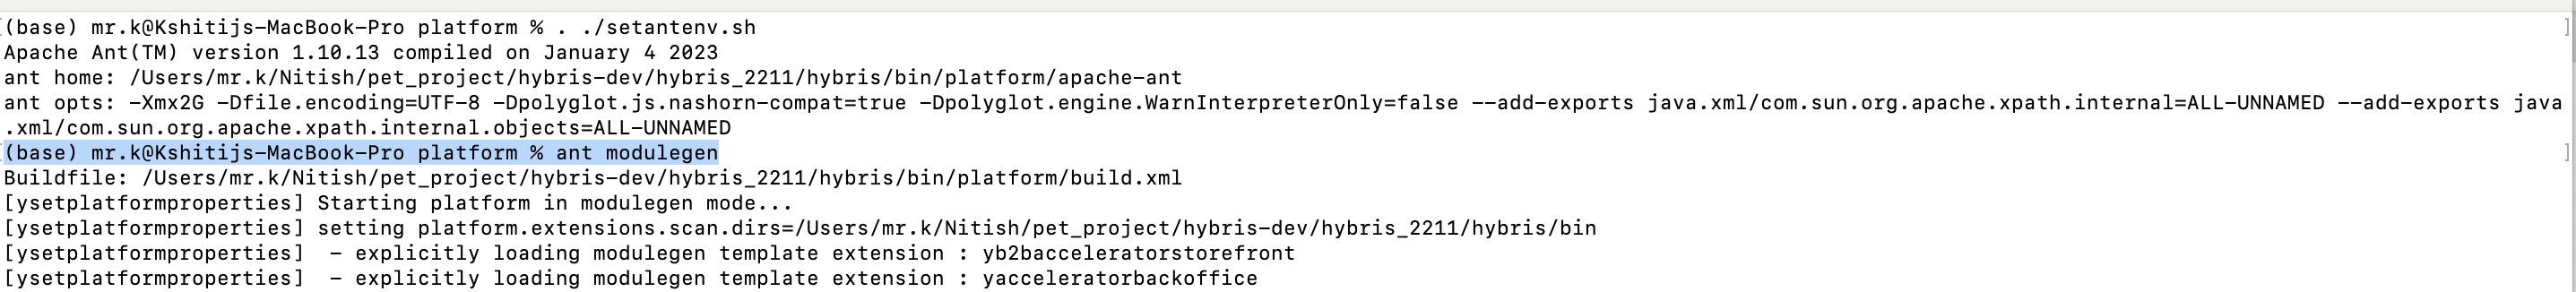 (base) mr.k@Kshitijs-MacBook-Pro platform % . ./setantenv.sh
Apache Ant(TM) version 1.10.13 compiled on January 4 2023
ant home: /Users/mr.k/Nitish/pet_project/hybris-dev/hybris_2211/hybris/bin/platform/apache-ant
ant opts: -Xmx2G -Dfile.encoding=UTF-8 -Dpolyglot.js.nashorn-compat=true -Dpolyglot.engine.WarnInterpreterOnly=false --add-exports java.xml/com.sun.org.apache.xpath.internal=ALL-UNNAMED --add-exports java
.xml/com.sun.org.apache.xpath.internal.objects=ALL-UNNAMED
(base) mr.k@Kshitijs-MacBook-Pro platform % ant modulegen
Buildfile: /Users/mr.k/Nitish/pet_project/hybris-dev/hybris_2211/hybris/bin/platform/build.xml
[ysetplatformproperties] Starting platform in modulegen mode...
[ysetplatformproperties] setting platform.extensions.scan.dirs=/Users/mr.k/Nitish/pet_project/hybris-dev/hybris_2211/hybris/bin
[ysetplatformproperties]  - explicitly loading modulegen template extension : yb2bacceleratorstorefront
[ysetplatformproperties]  - explicitly loading modulegen template extension : yacceleratorbackoffice